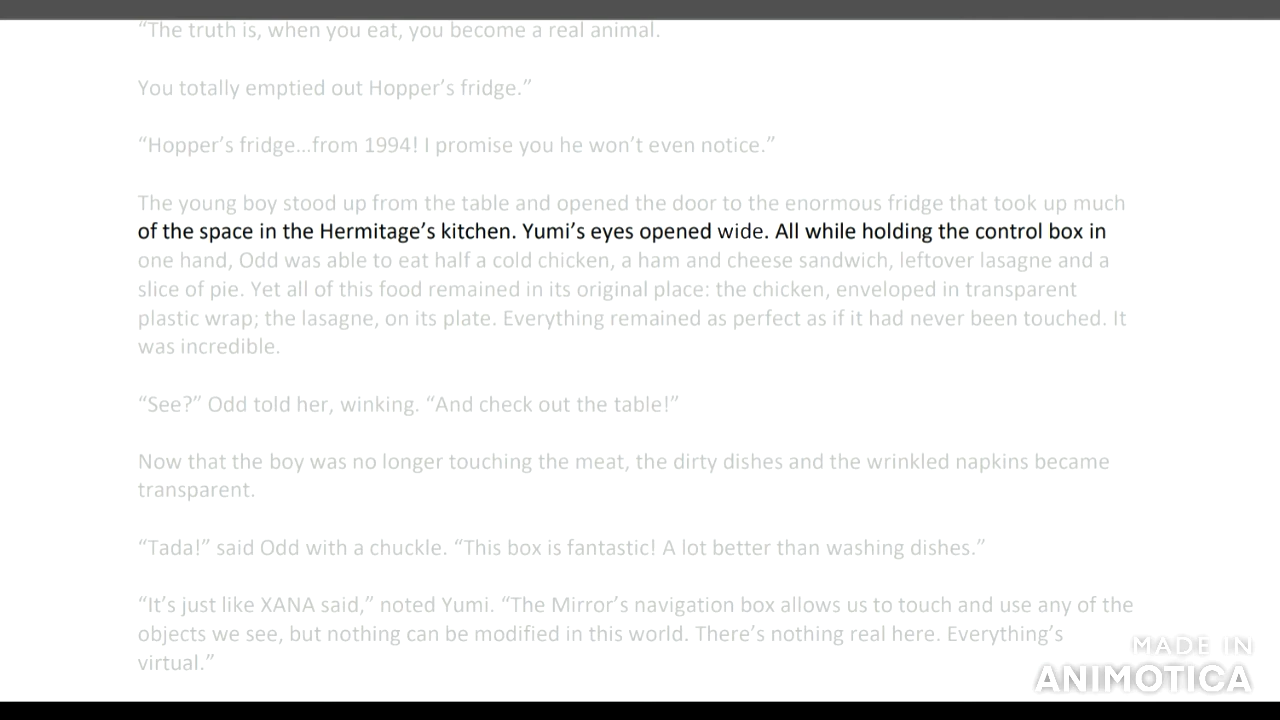 “The truth is, when you eat, you become a real animal.
You totally emptied out Hopper’s fridge.”
“Hopper’s fridge...from 1994! I promise you he won’t even notice.”
The young boy stood up from the table and opened the door to the enormous fridge that took up much
of the space in the Hermitage’s kitchen. Yumi’s eyes opened wide. All while holding the control box in
one hand, Odd was able to eat half a cold chicken, a ham and cheese sandwich, leftover lasagne and a
slice of pie. Yet all of this food remained in its original place: the chicken, enveloped in transparent
plastic wrap; the lasagne, on its plate. Everything remained as perfect as if it had never been touched. It
was incredible.
“See?” Odd told her, winking. “And check out the table!”
Now that the boy was no longer touching the meat, the dirty dishes and the wrinkled napkins became
transparent.
“Tada!” said Odd with a chuckle. “This box is fantastic! A lot better than washing dishes.”
“It’s just like XANA said,” noted Yumi. “The Mirror’s navigation box allows us to touch and use any of the
objects we see, but nothing can be modified in this world. There’s nothing real here. Everything’s
virtual.”
MADE IN
ANIMOTICA